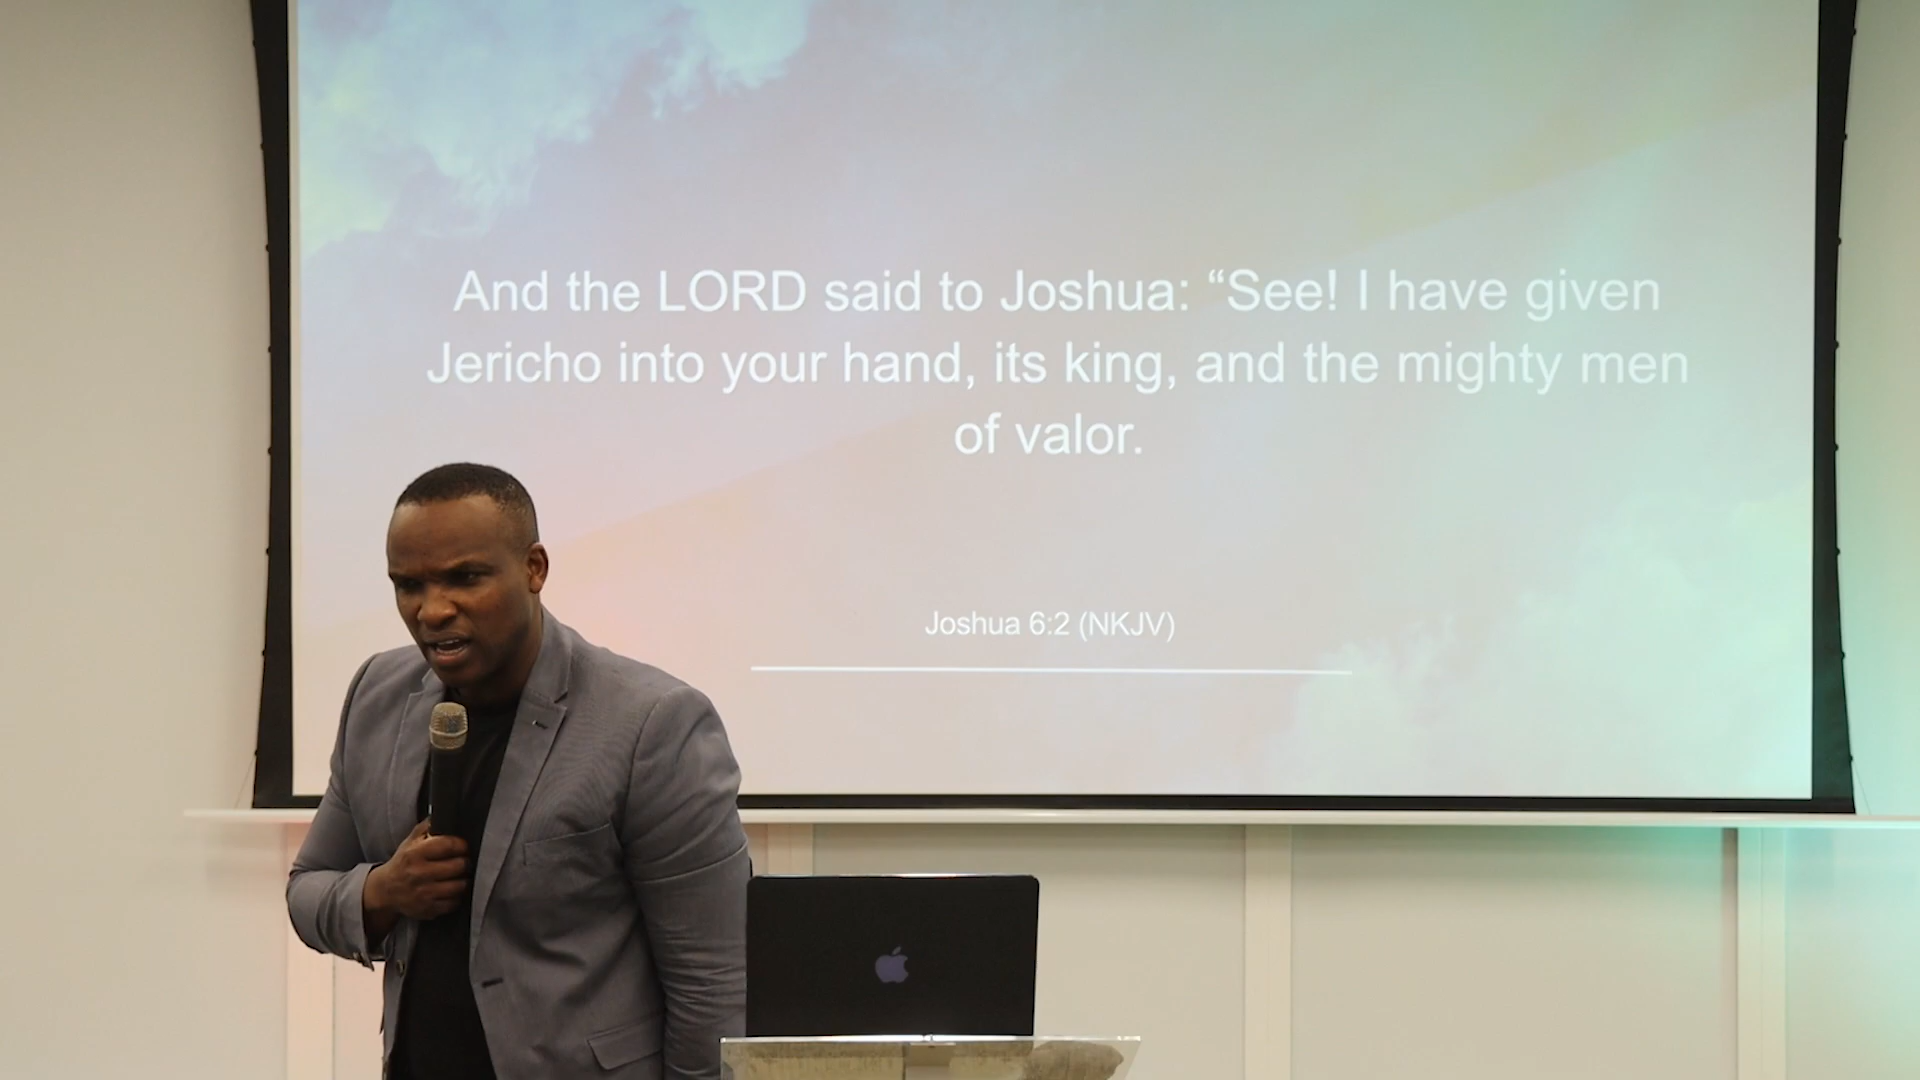 And the LORD said to Joshua: “See! I have given
Jericho into your hand, its king, and the mighty men
of valor.
Joshua 6:2 (NKJV)